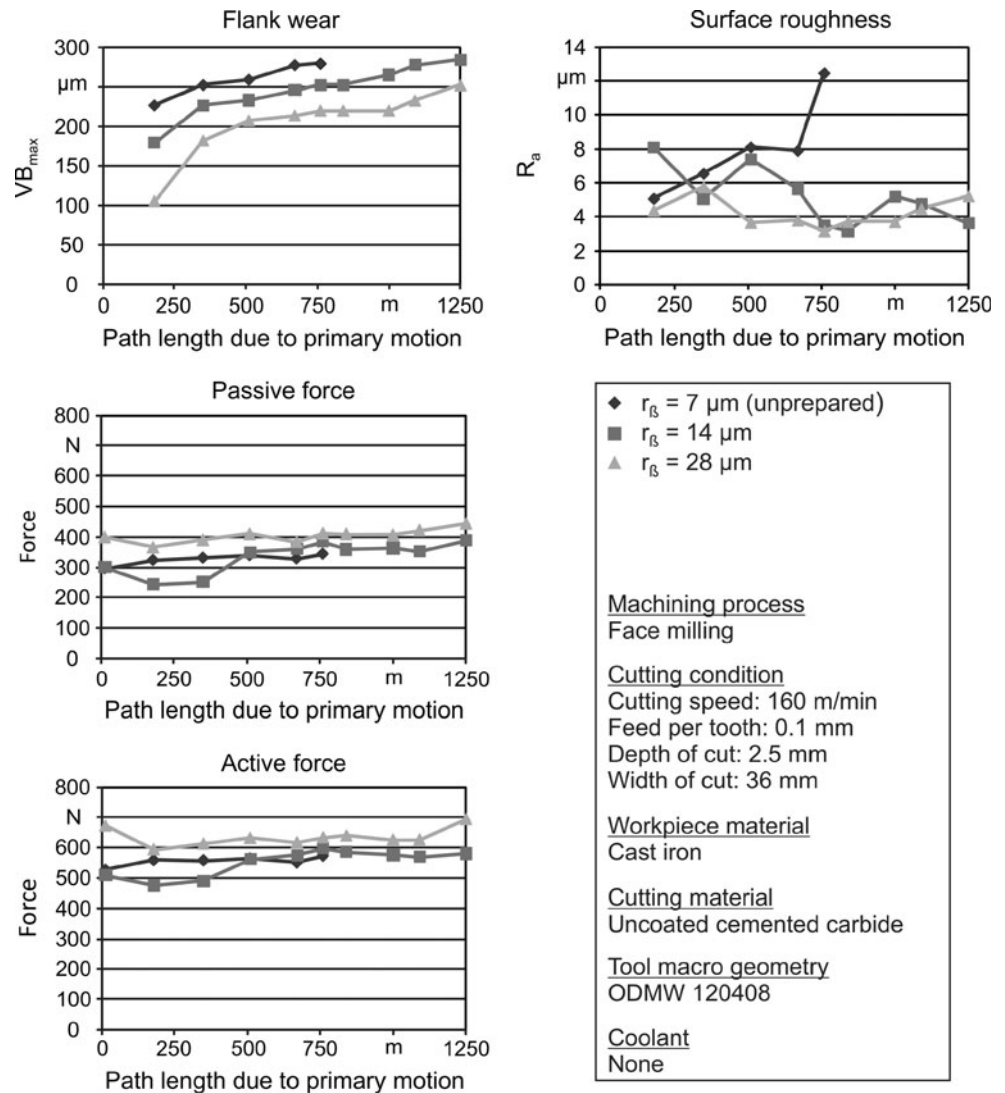 Flank wear
300
µm
250
200
150
100
50
0
VBmax
0 250 500 750 m 1250
Path length due to primary motion
Surface roughness
14
µm
12
10
8
6
4
2
0
Ra
0 250 500 750 m 1250
Path length due to primary motion
Passive force
800
N
600
500
400
300
200
100
0
Force
0 250 500 750 m 1250
Path length due to primary motion
Active force
800
N
600
500
400
300
200
100
0
Force
0 250 500 750 m 1250
Path length due to primary motion
rß = 7 µm (unprepared)
rß = 14 µm
rß = 28 µm
Machining process
Face milling
Cutting condition
Cutting speed: 160 m/min
Feed per tooth: 0.1 mm
Depth of cut: 2.5 mm
Width of cut: 36 mm
Workpiece material
Cast iron
Cutting material
Uncoated cemented carbide
Tool macro geometry
ODMW 120408
Coolant
None